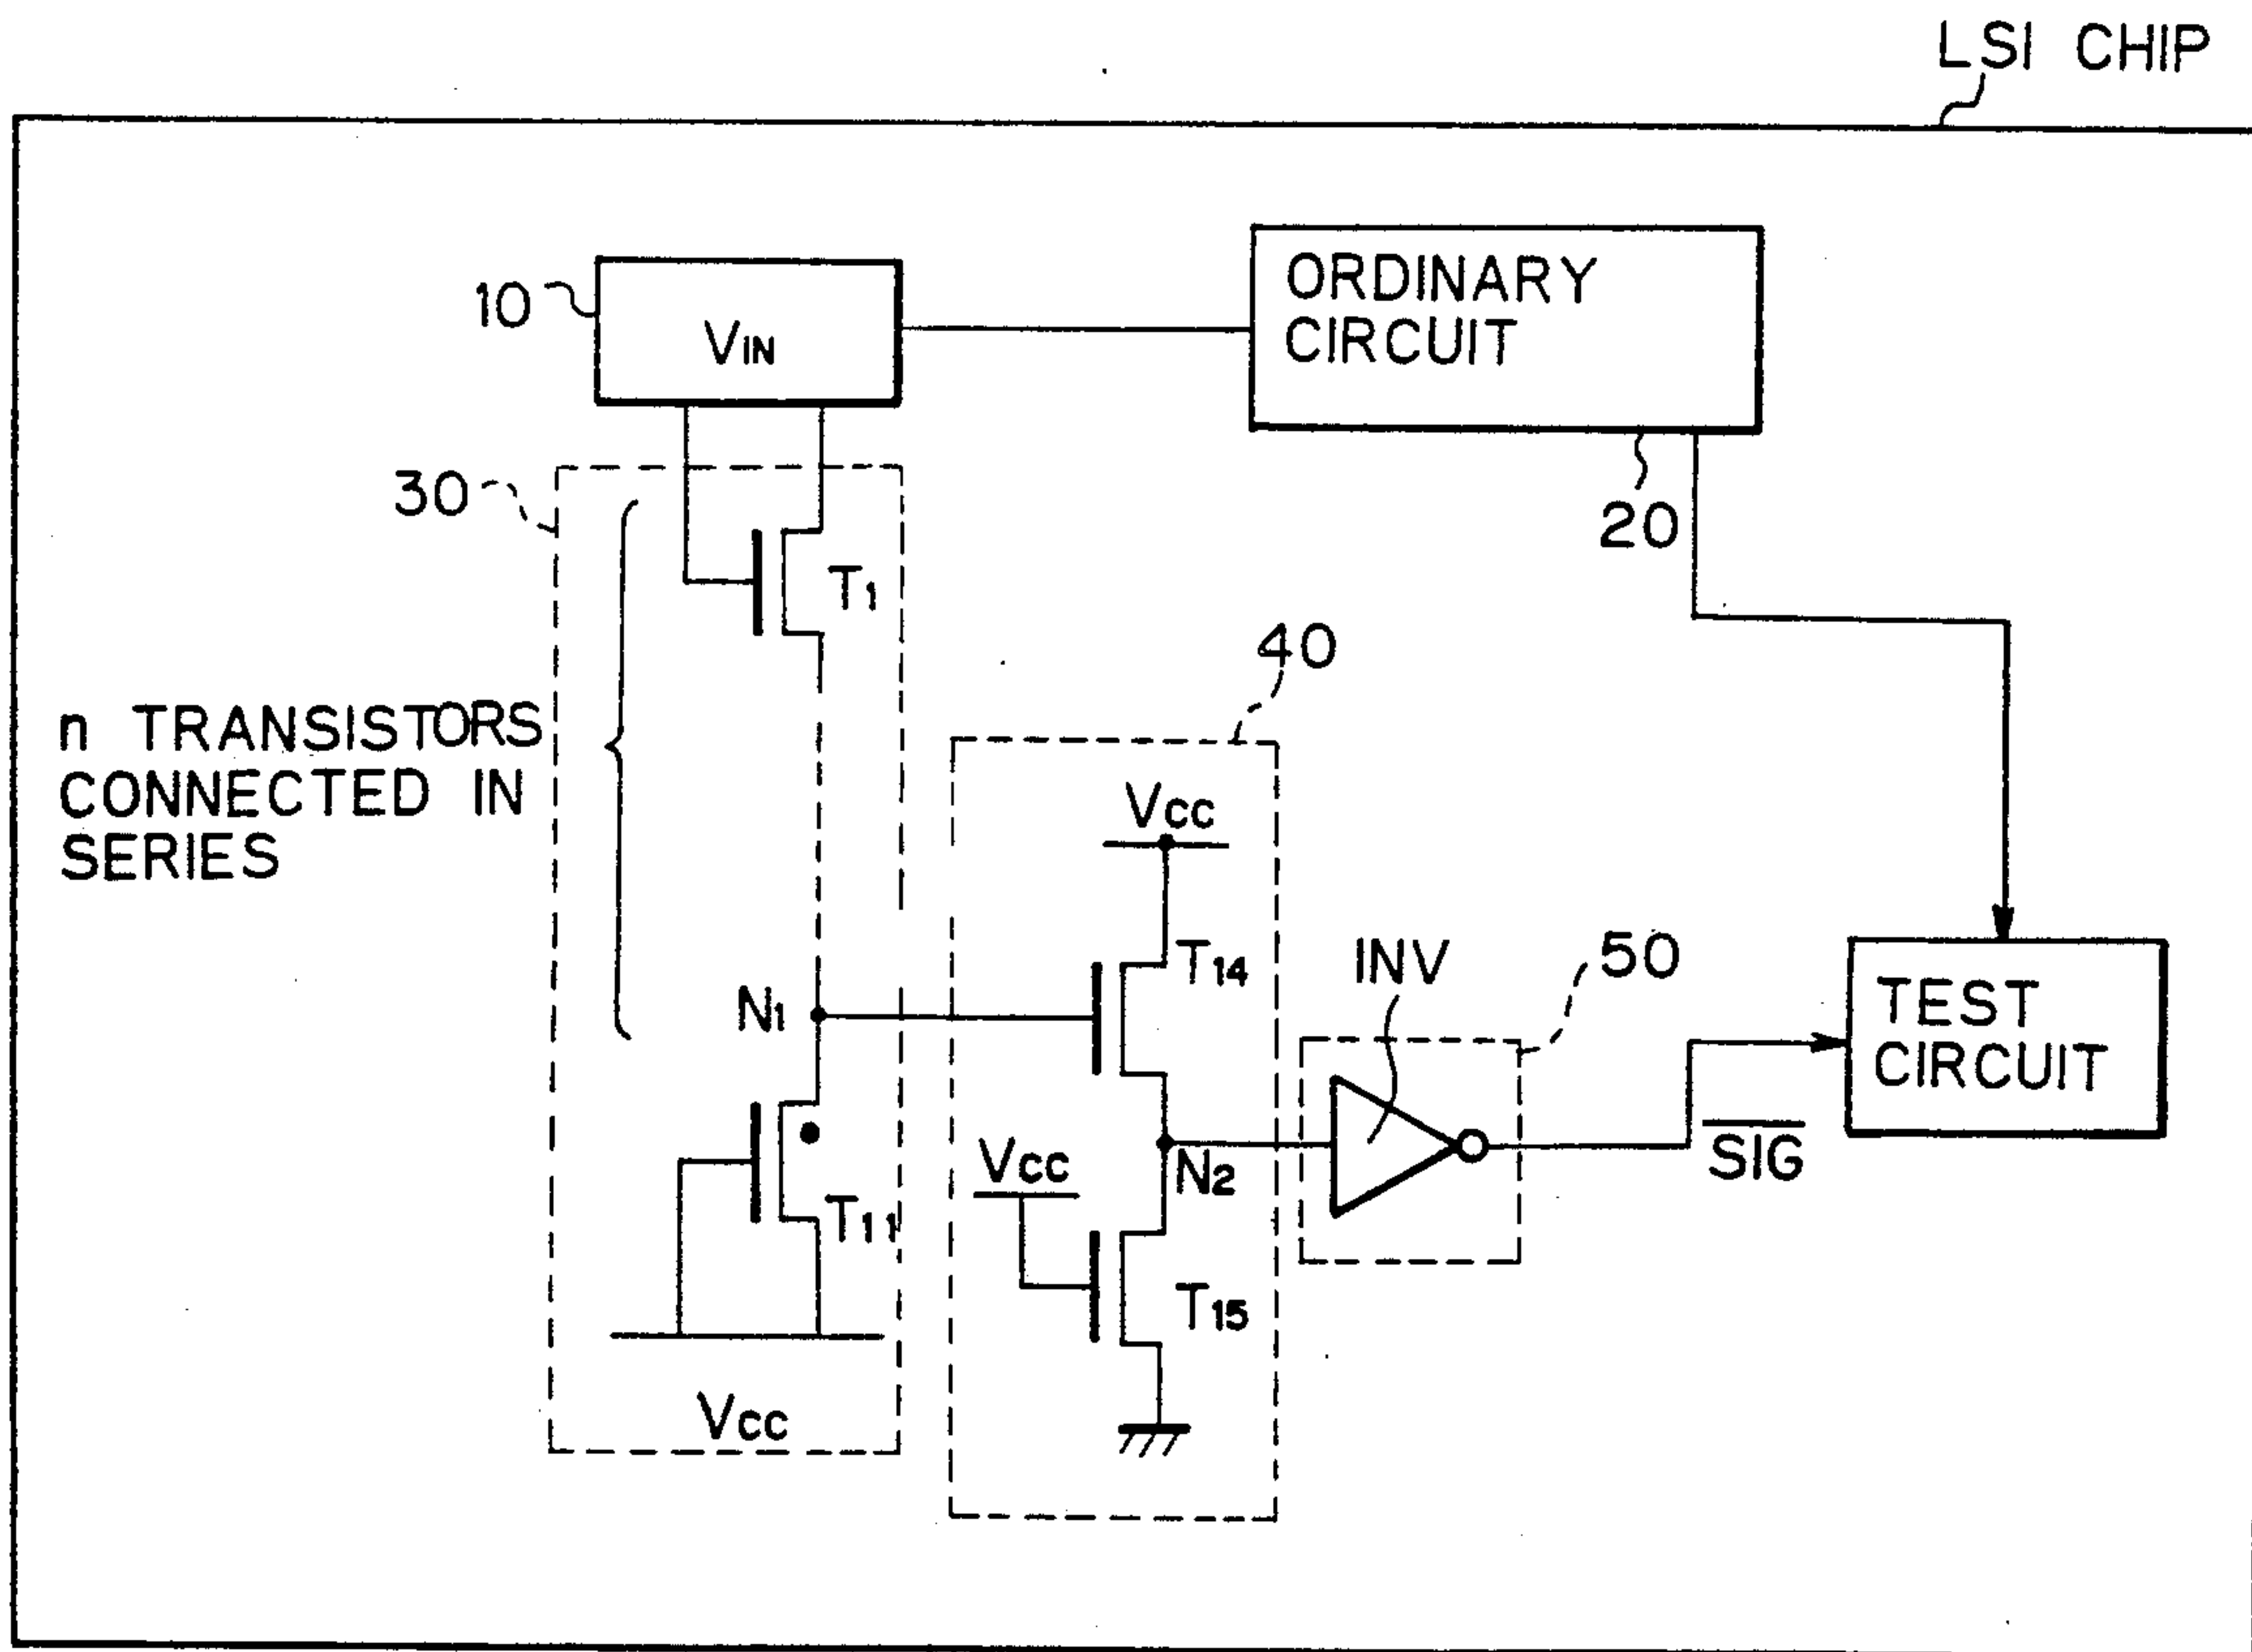 LSI CHIP
10
VIN
ORDINARY
CIRCUIT
20
30
T1
n TRANSISTORS
CONNECTED IN
SERIES
40
Vcc
T14
N1
INV
50
TEST
CIRCUIT
Vcc
N2
SIG
T11
T15
Vcc